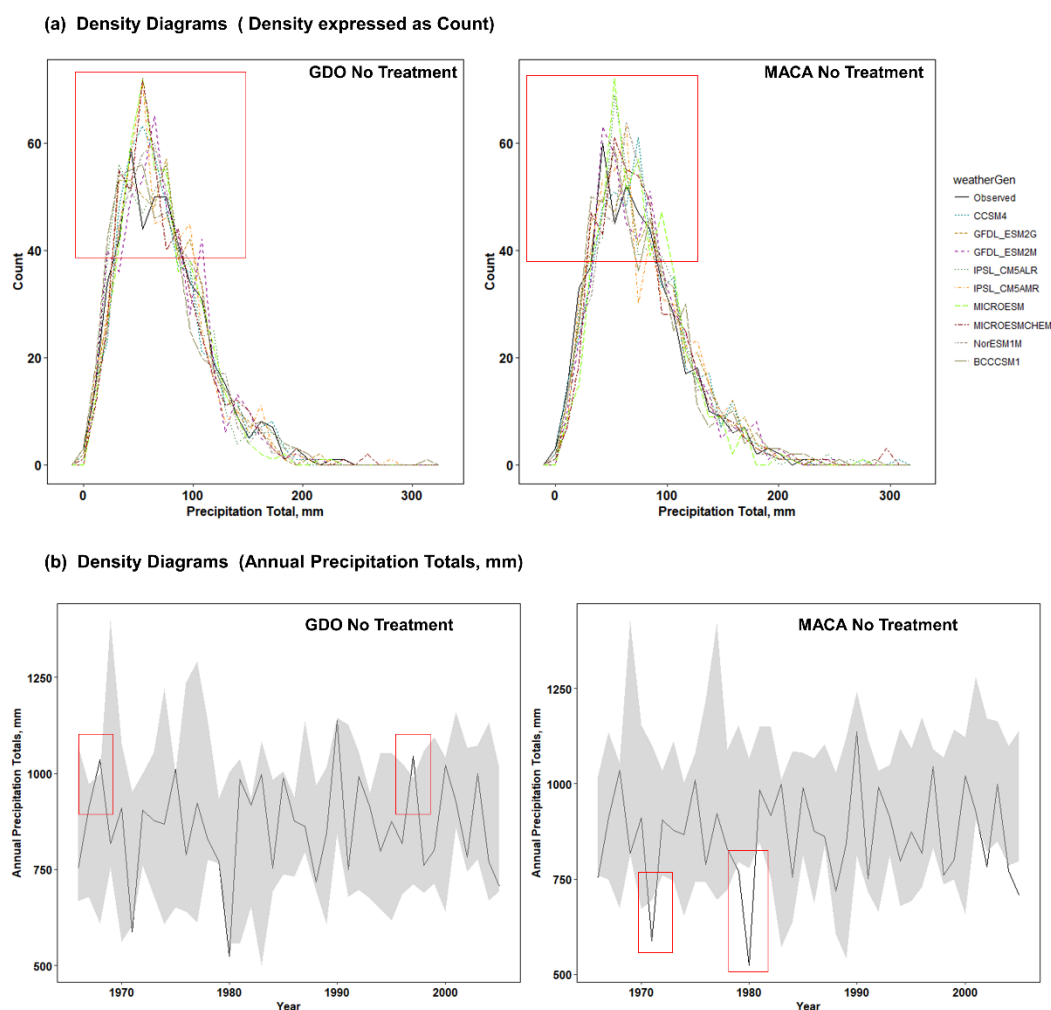 (a) Density Diagrams ( Density expressed as Count)
GDO No Treatment
60
40
20
0
Count
0 100 200 300
Precipitation Total, mm
MACA No Treatment
60
40
20
0
Count
0 100 200 300
Precipitation Total, mm
weatherGen
Observed
CCSM4
GFDL_ESM2G
GFDL_ESM2M
IPSL_CM5ALR
IPSL_CM5AMR
MICROESM
MICROESMCHEM
NorESM1M
BCCCSM1
(b) Density Diagrams (Annual Precipitation Totals, mm)
GDO No Treatment
1250
1000
750
500
Annual Precipitation Totals, mm
1970 1980 1990 2000
Year
MACA No Treatment
1250
1000
750
500
Annual Precipitation Totals, mm
1970 1980 1990 2000
Year